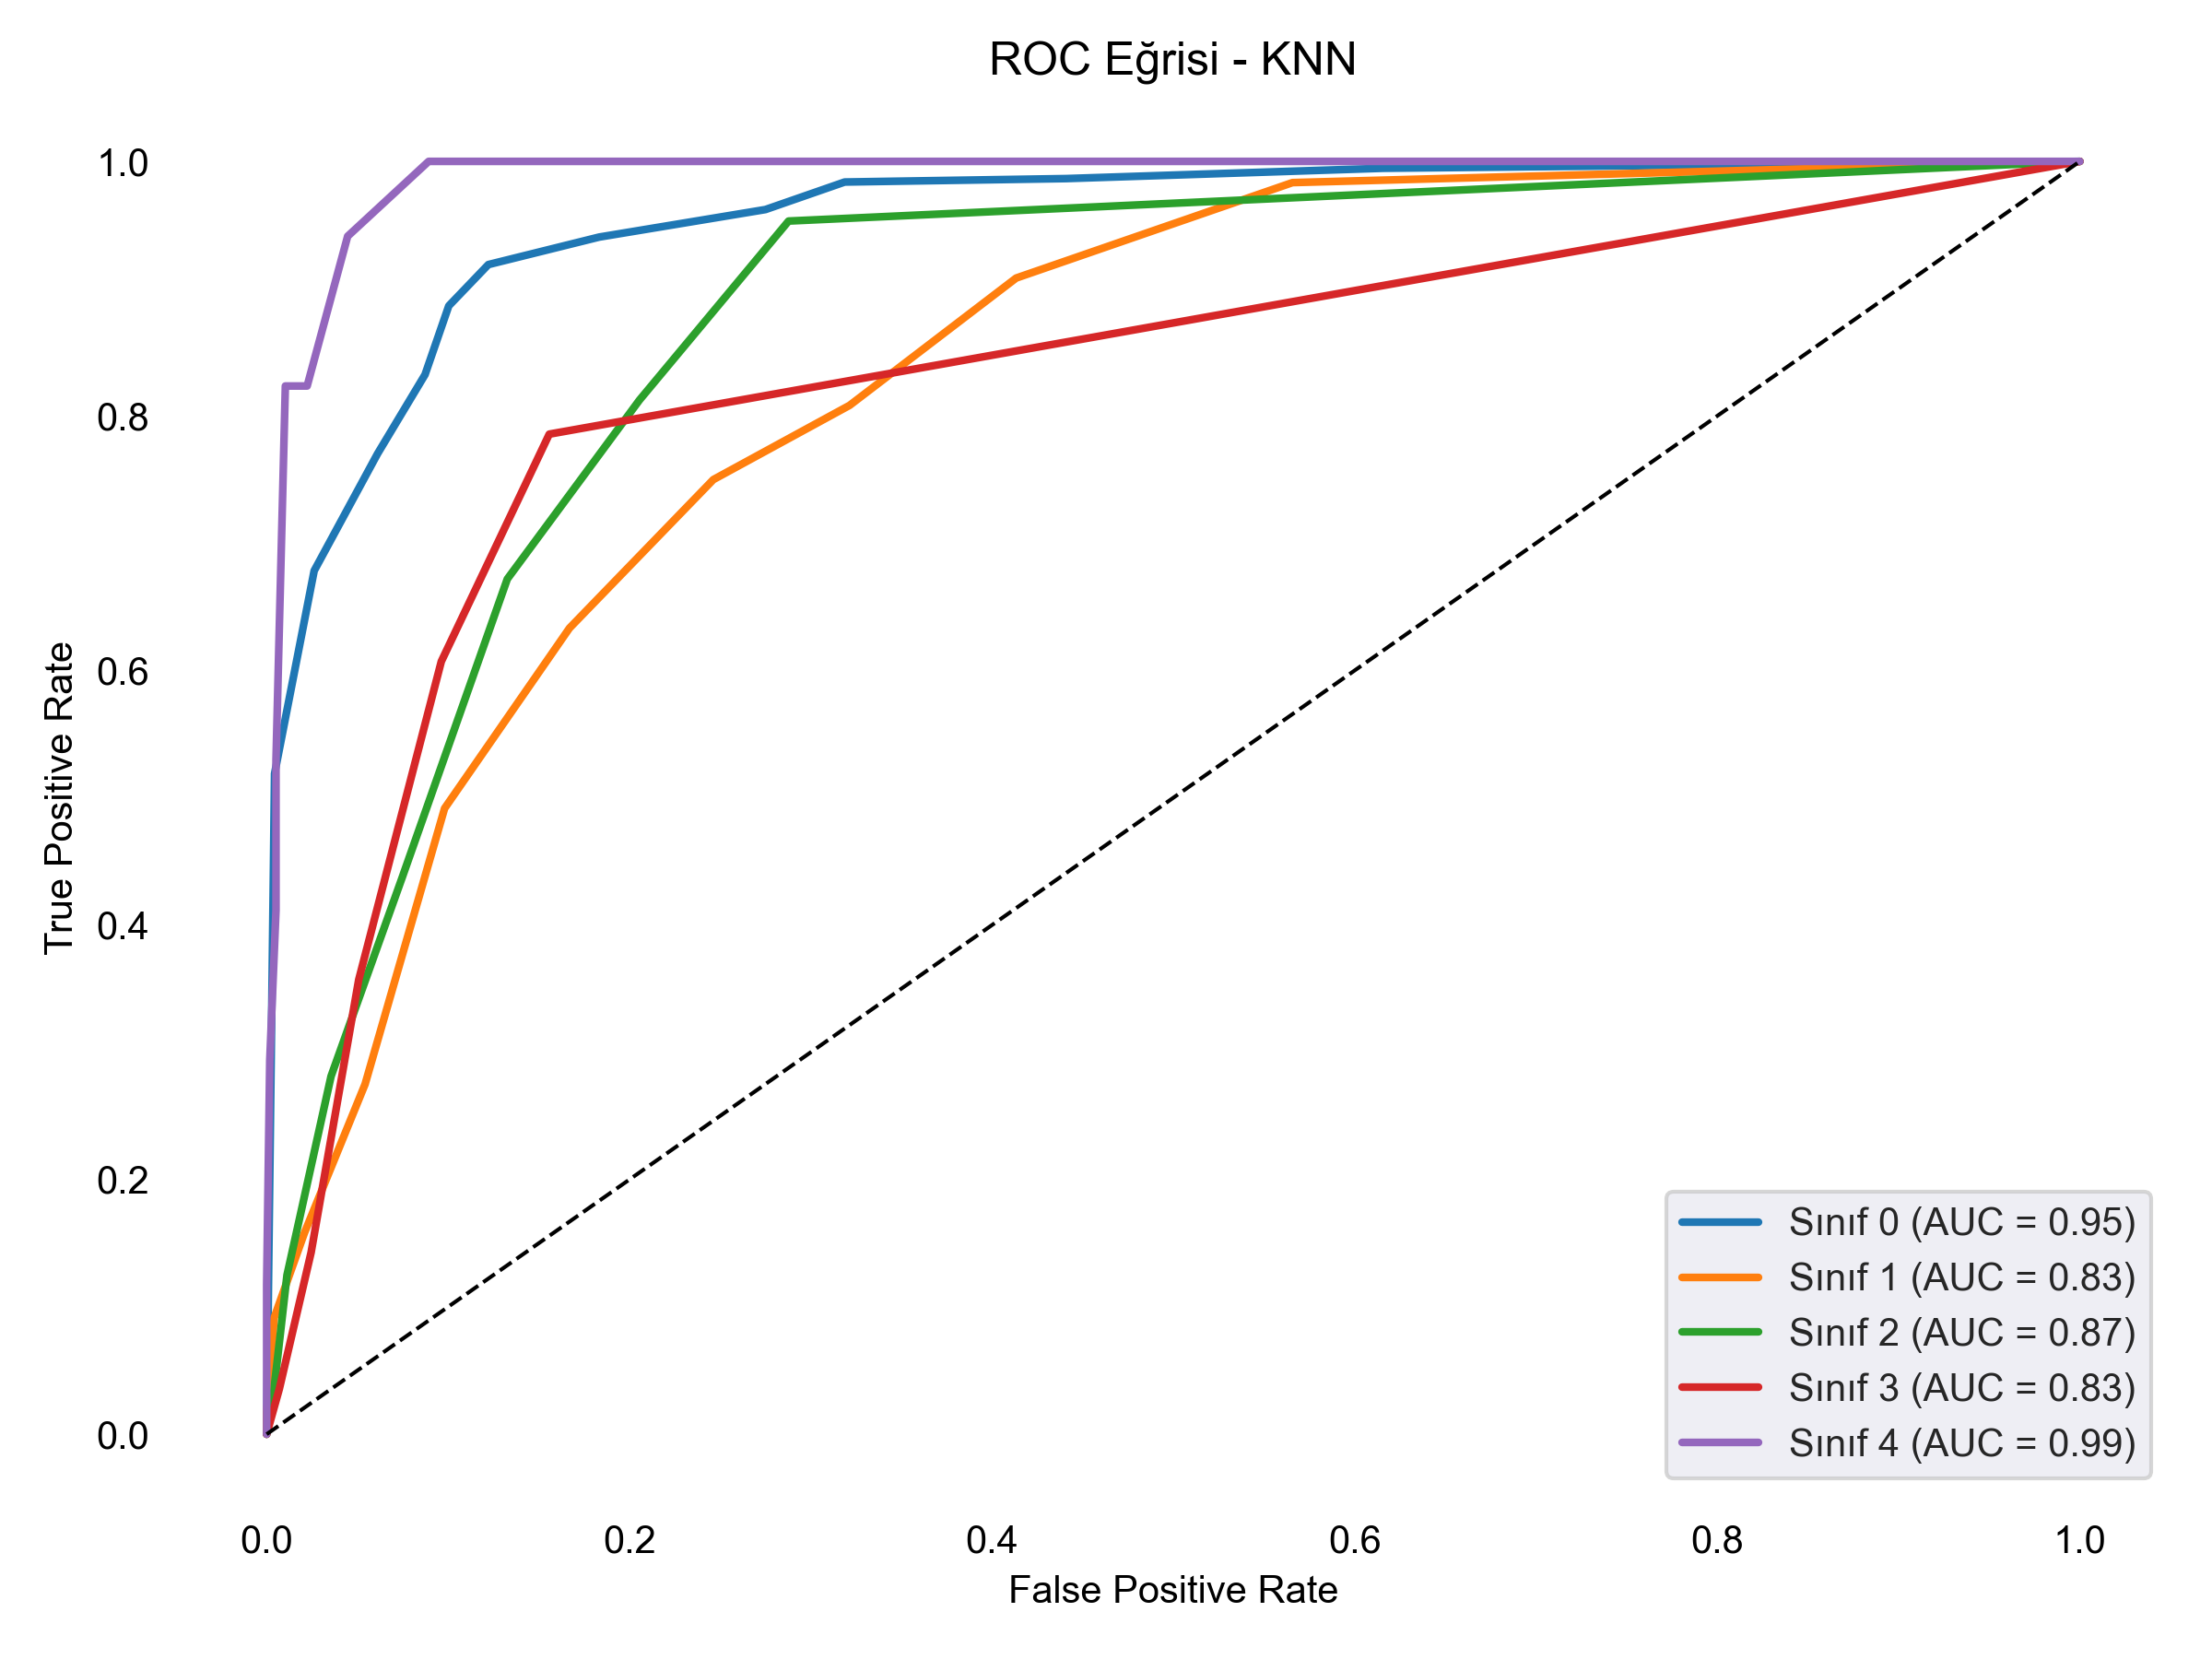 ROC Eğrisi - KNN
1.0
0.8
0.6
0.4
0.2
0.0
True Positive Rate
0.0 0.2 0.4 0.6 0.8 1.0
False Positive Rate
Sınıf 0 (AUC = 0.95)
Sınıf 1 (AUC = 0.83)
Sınıf 2 (AUC = 0.87)
Sınıf 3 (AUC = 0.83)
Sınıf 4 (AUC = 0.99)